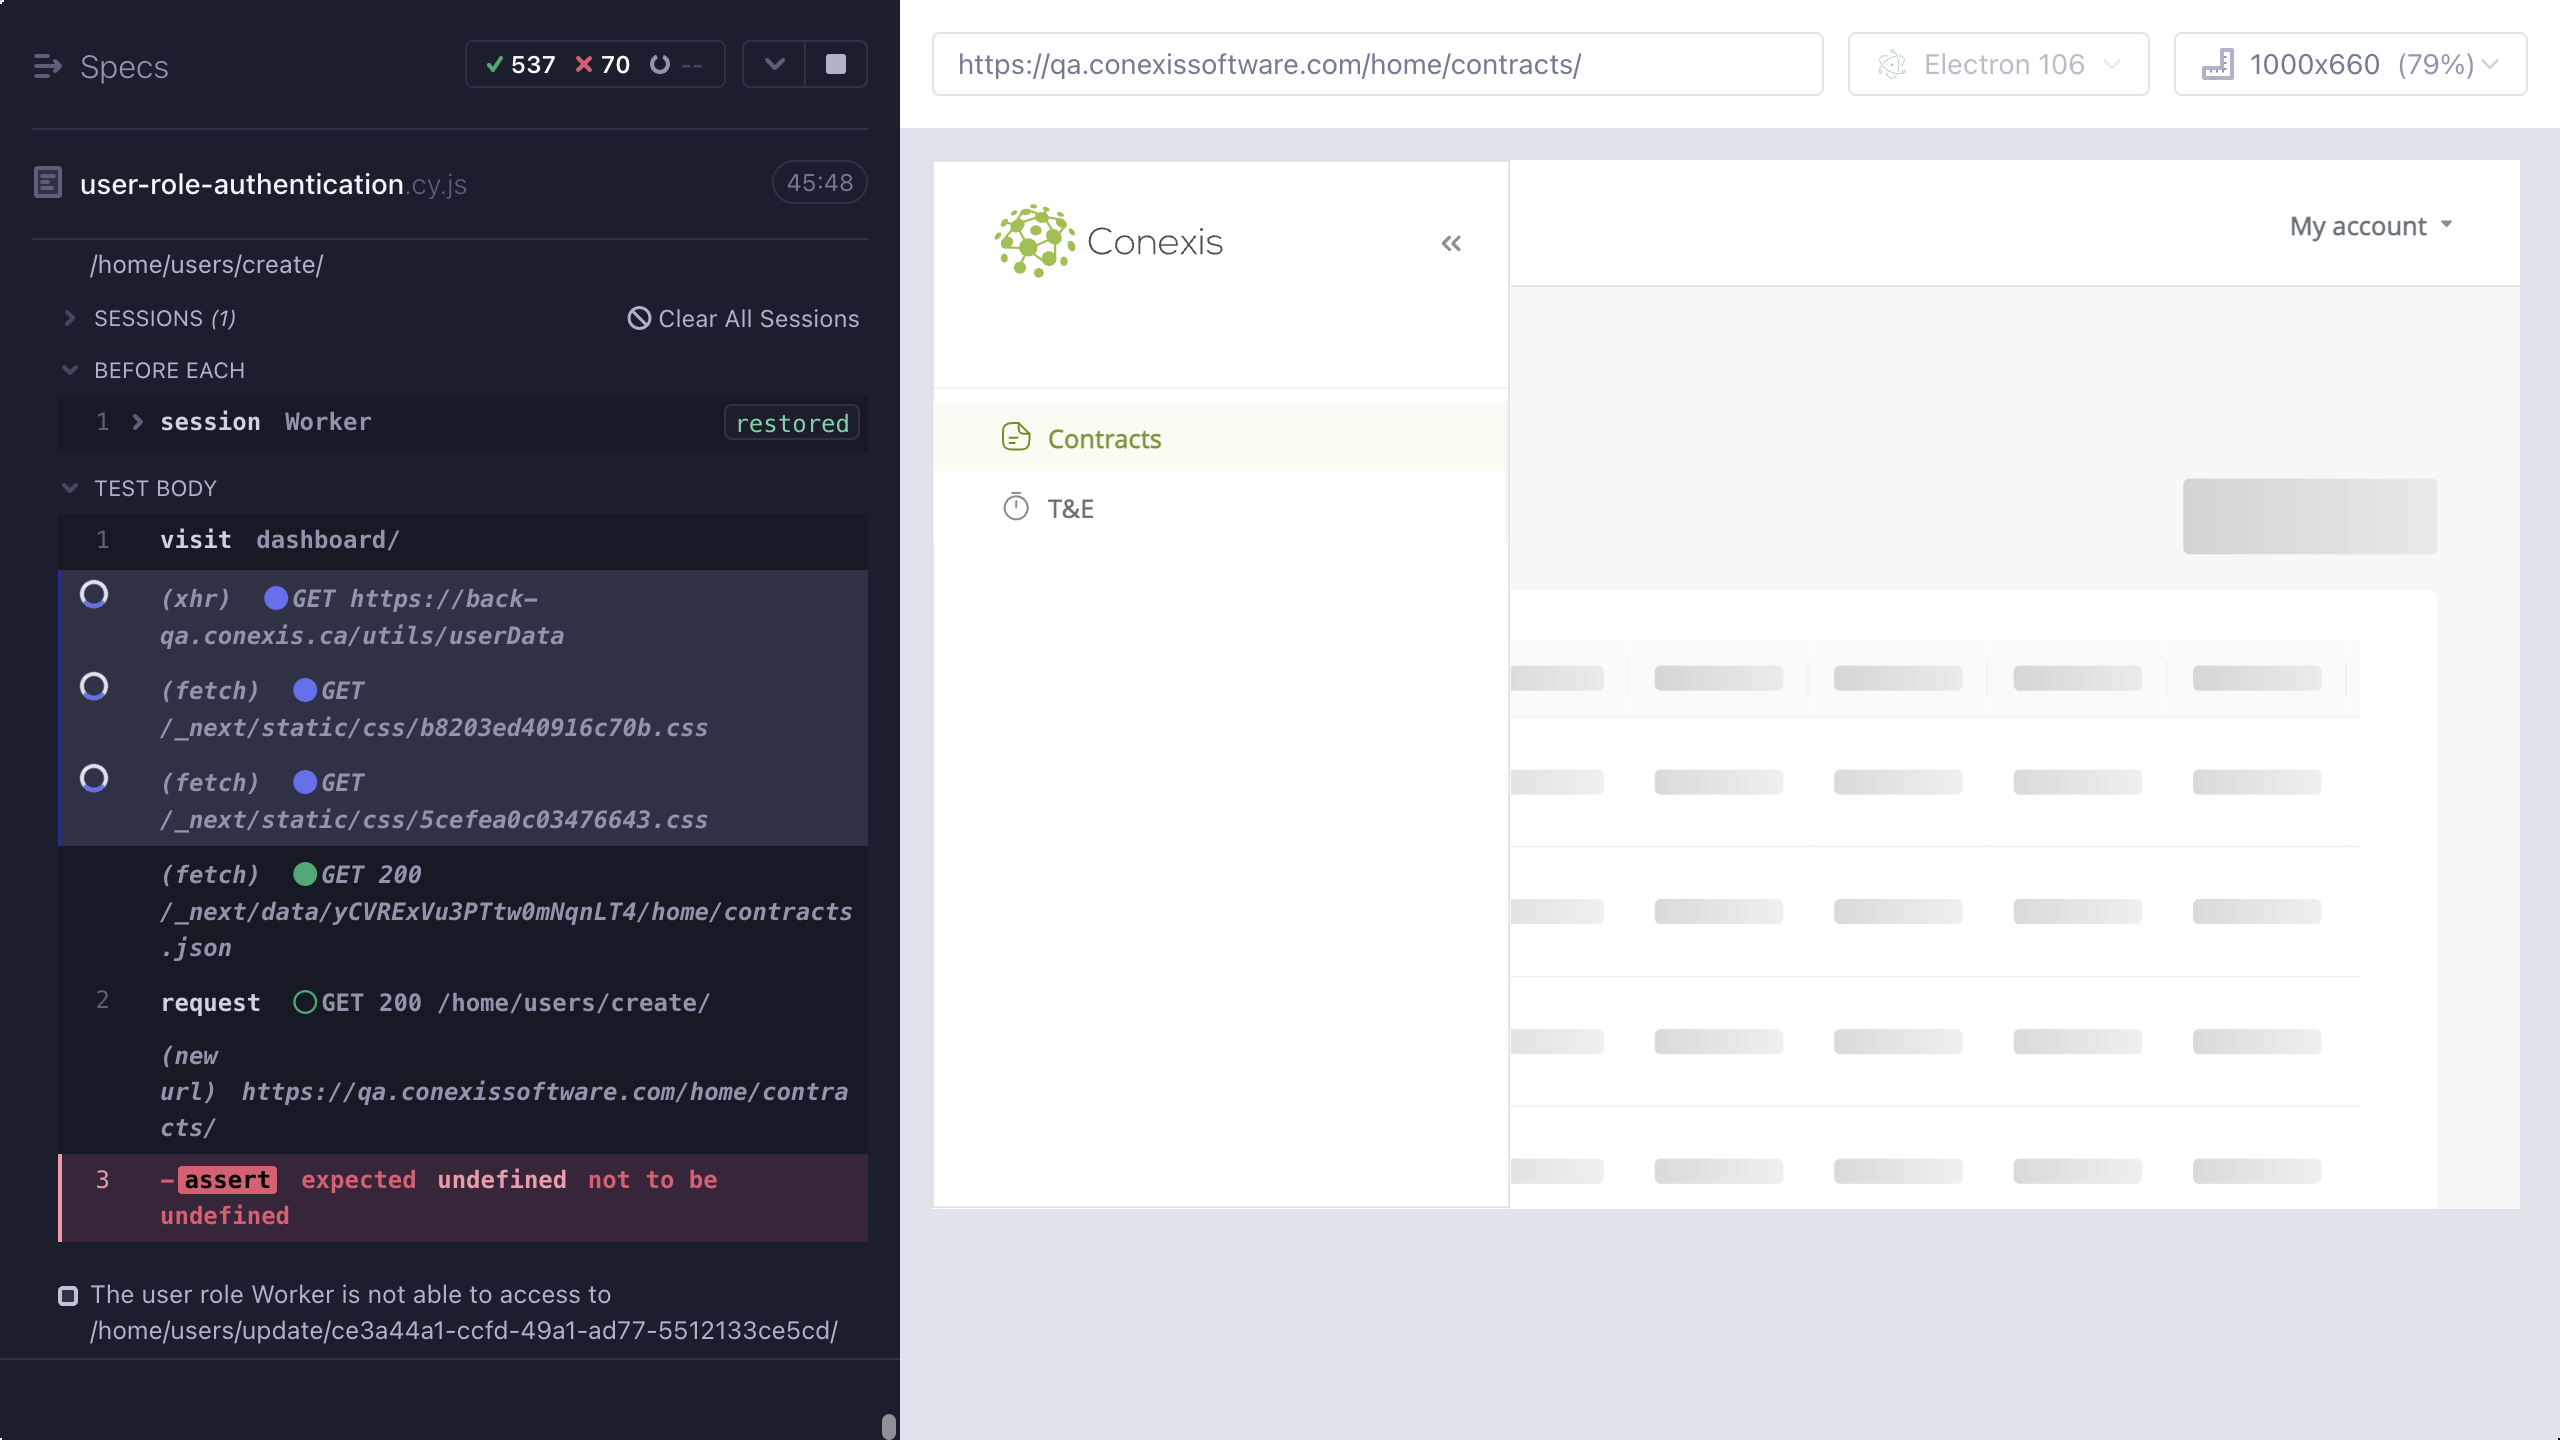 Specs
537 70 --
user-role-authentication.cy.js 45:48
/home/users/create/
SESSIONS (1) Clear All Sessions
BEFORE EACH
1 session Worker restored
TEST BODY
1 visit dashboard/
(xhr) GET https://back-
qa.conexis.ca/utils/userData
(fetch) GET
/_next/static/css/b8203ed40916c70b.css
(fetch) GET
/_next/static/css/5cefea0c03476643.css
(fetch) GET 200
/_next/data/yCVRExVu3PTtw0mNqnLT4/home/contracts
.json
2 request GET 200 /home/users/create/
(new
url) https://qa.conexissoftware.com/home/contra
cts/
3 -assert expected undefined not to be
undefined
The user role Worker is not able to access to
/home/users/update/ce3a44a1-ccfd-49a1-ad77-5512133ce5cd/
https://qa.conexissoftware.com/home/contracts/
Electron 106
1000x660 (79%)
Conexis
«
My account
Contracts
T&E